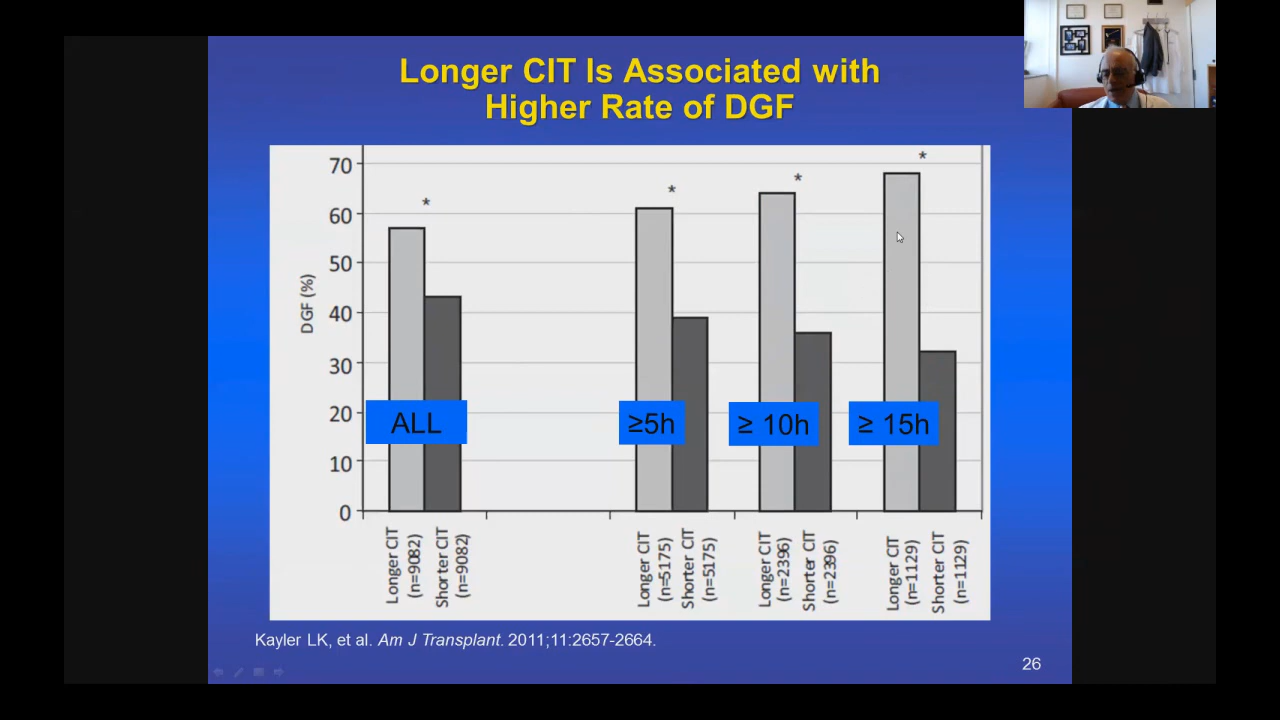 Longer CIT Is Associated with
Higher Rate of DGF
70
60
50
40
30
20
10
0
DGF (%)
*
*
*
*
ALL
≥5h
≥ 10h
≥ 15h
Longer CIT
(n=9082)
Shorter CIT
(n=9082)
Longer CIT
(n=5175)
Shorter CIT
(n=5175)
Longer CIT
(n=2396)
Shorter CIT
(n=2396)
Longer CIT
(n=1129)
Shorter CIT
(n=1129)
Kayler LK, et al. Am J Transplant. 2011;11:2657-2664.
26